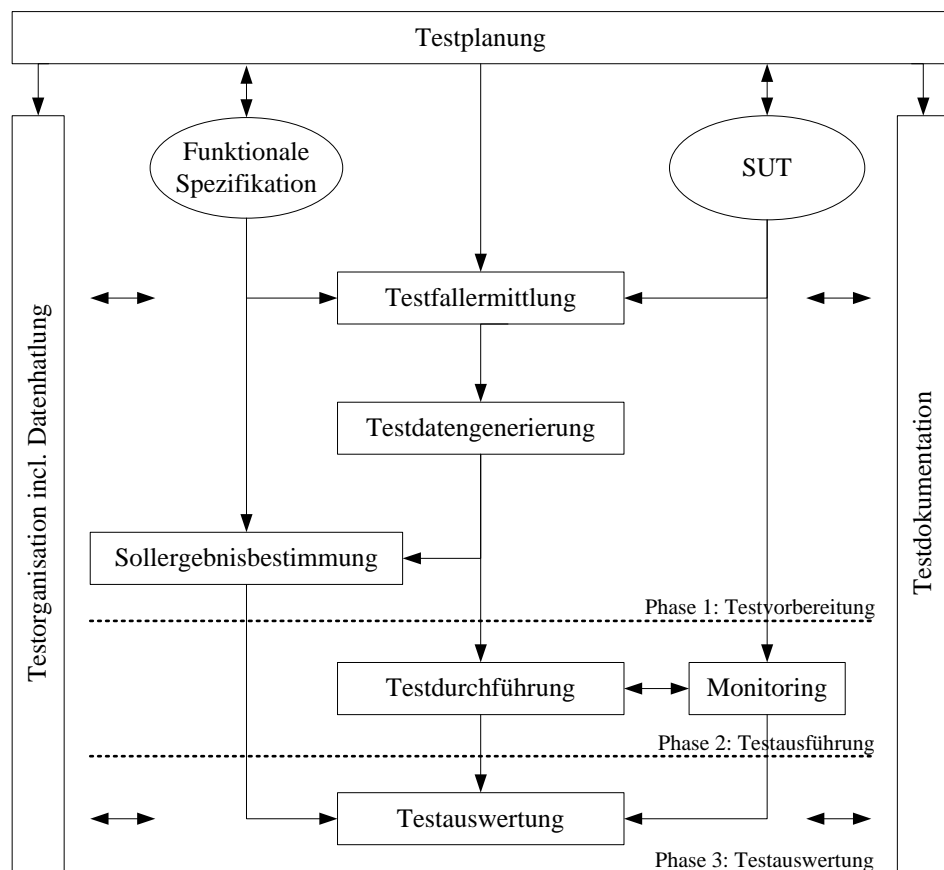 Testplanung
Funktionale
Spezifikation
SUT
Testorganisation incl. Datenhatlung
Testdokumentation
Testfallermittlung
Testdatengenerierung
Sollergebnisbestimmung
Phase 1: Testvorbereitung
Testdurchführung
Monitoring
Phase 2: Testausführung
Testauswertung
Phase 3: Testauswertung